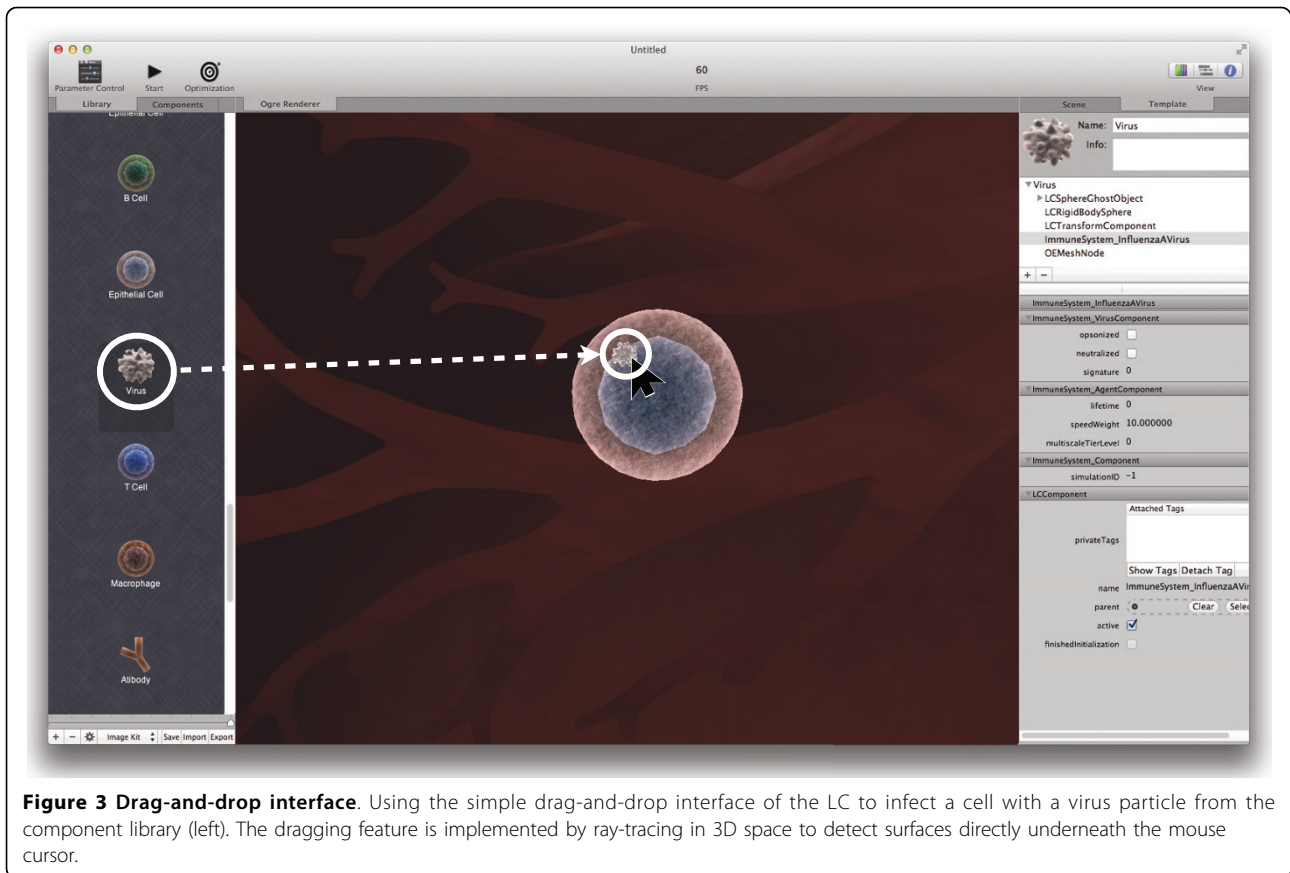 Untitled
60
FPS
Parameter Control
Start
Optimization
View
Library
Components
Ogre Renderer
Scene
Template
Epithelial Cell
B Cell
Epithelial Cell
Virus
T Cell
Macrophage
Atibody
+ − Image Kit Save Import Export
Name: Virus
Info:
Virus
LCSphereGhostObject
LCRigidBodySphere
LCTransformComponent
ImmuneSystem_InfluenzaAVirus
OEMeshNode
+ −
ImmuneSystem_InfluenzaAVirus
ImmuneSystem_VirusComponent
opsonized
neutralized
signature 0
ImmuneSystem_AgentComponent
lifetime 0
speedWeight 10.000000
multiscaleTierLevel 0
ImmuneSystem_Component
simulationID -1
LCComponent
Attached Tags
privateTags
Show Tags Detach Tag
name ImmuneSystem_InfluenzaAVi
parent Clear Sele
active
finishedInitialization
Figure 3 Drag-and-drop interface. Using the simple drag-and-drop interface of the LC to infect a cell with a virus particle from the
component library (left). The dragging feature is implemented by ray-tracing in 3D space to detect surfaces directly underneath the mouse
cursor.